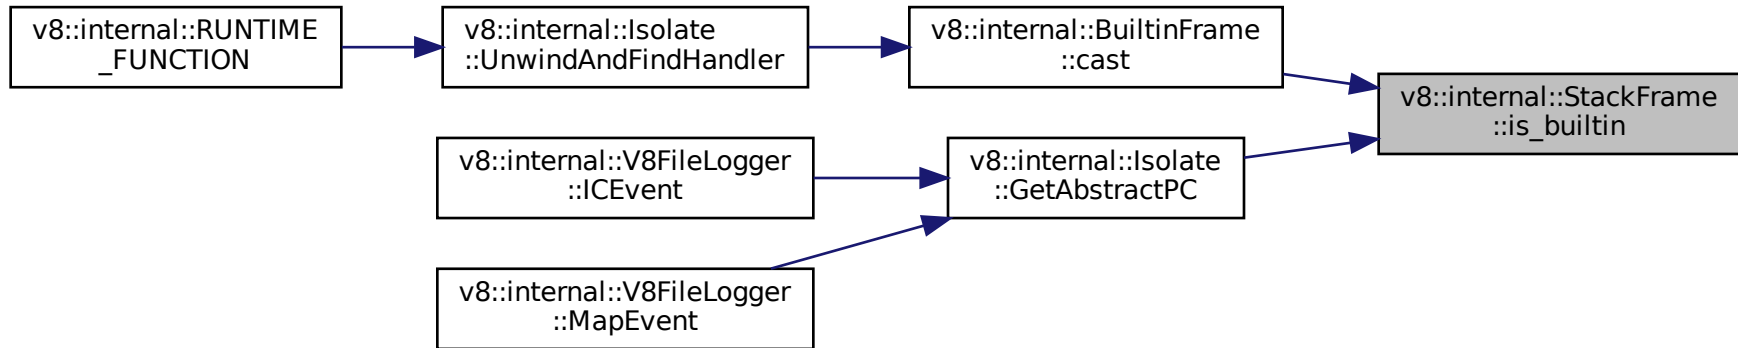 v8::internal::RUNTIME
_FUNCTION
v8::internal::Isolate
::UnwindAndFindHandler
v8::internal::BuiltinFrame
::cast
v8::internal::StackFrame
::is_builtin
v8::internal::V8FileLogger
::ICEvent
v8::internal::Isolate
::GetAbstractPC
v8::internal::V8FileLogger
::MapEvent